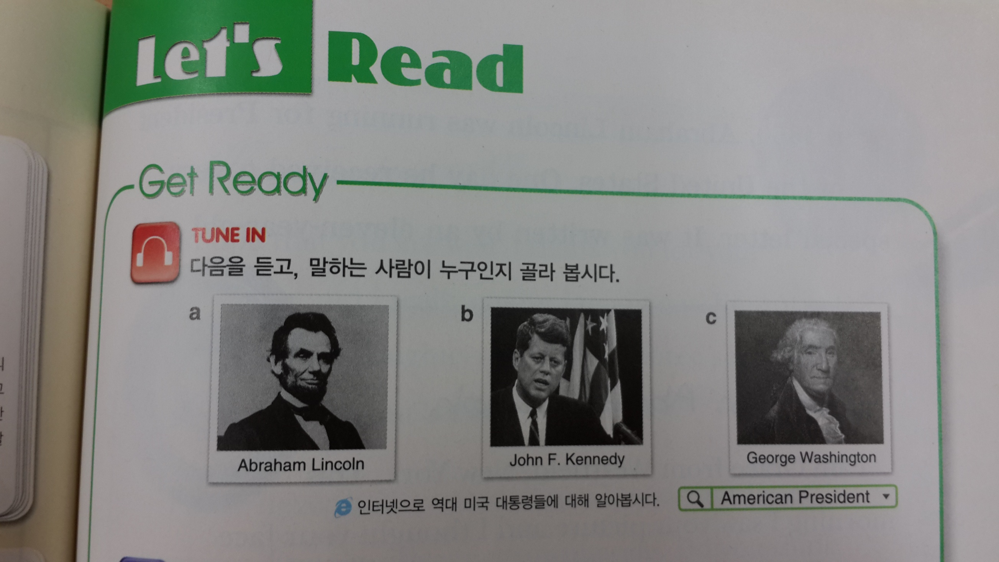 Let's Read
Get Ready
TUNE IN
다음을 듣고, 말하는 사람이 누구인지 골라 봅시다.
a
b
c
Abraham Lincoln
John F. Kennedy
George Washington
인터넷으로 역대 미국 대통령들에 대해 알아봅시다.
American President